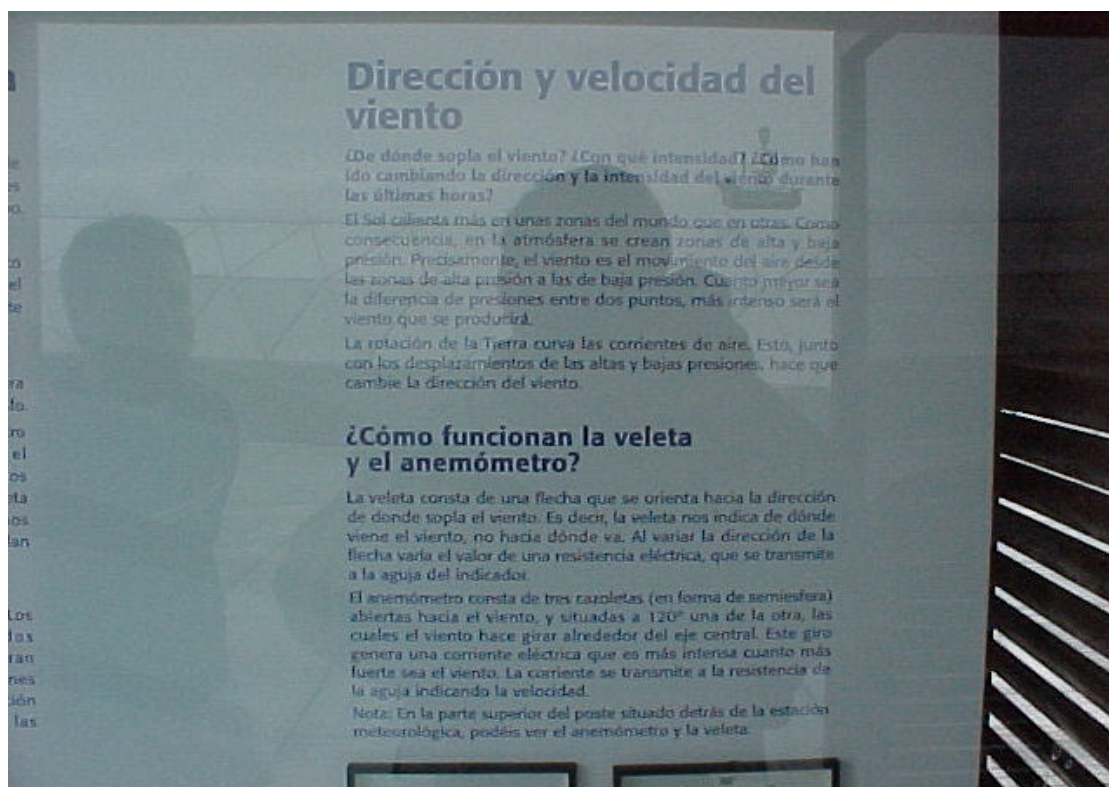 Dirección y velocidad del
viento
¿De dónde sopla el viento? ¿Con qué intensidad? ¿Cómo han
ido cambiando la dirección y la intensidad del viento durante
las últimas horas?
El Sol calienta más en unas zonas del mundo que en otras. Como
consecuencia, en la atmósfera se crean zonas de alta y baja
presión. Precisamente, el viento es el movimiento del aire desde
las zonas de alta presión a las de baja presión. Cuanto mayor sea
la diferencia de presiones entre dos puntos, más intenso será el
viento que se producirá.
La rotación de la Tierra curva las corrientes de aire. Esto, junto
con los desplazamientos de las altas y bajas presiones, hace que
cambie la dirección del viento.
¿Cómo funcionan la veleta
y el anemómetro?
La veleta consta de una flecha que se orienta hacia la dirección
de donde sopla el viento. Es decir, la veleta nos indica de dónde
viene el viento, no hacia dónde va. Al variar la dirección de la
flecha varía el valor de una resistencia eléctrica, que se transmite
a la aguja del indicador.
El anemómetro consta de tres cazoletas (en forma de semiesfera)
abiertas hacia el viento, y situadas a 120° una de la otra, las
cuales el viento hace girar alrededor del eje central. Este giro
genera una corriente eléctrica que es más intensa cuanto más
fuerte sea el viento. La corriente se transmite a la resistencia de
la aguja indicando la velocidad.
Nota: En la parte superior del poste situado detrás de la estación
meteorológica, podéis ver el anemómetro y la veleta.